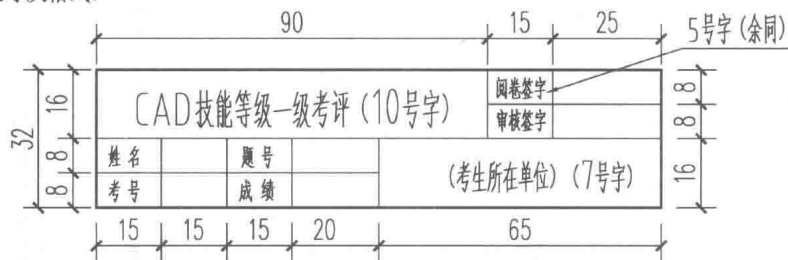 90 15 25
5号字(余同)
CAD技能等级一级考评(10号字)
阅卷签字
审核签字
姓名 题号
考号 成绩
(考生所在单位)(7号字)
32
16
8
8
8
8
16
15 15 15 20 65